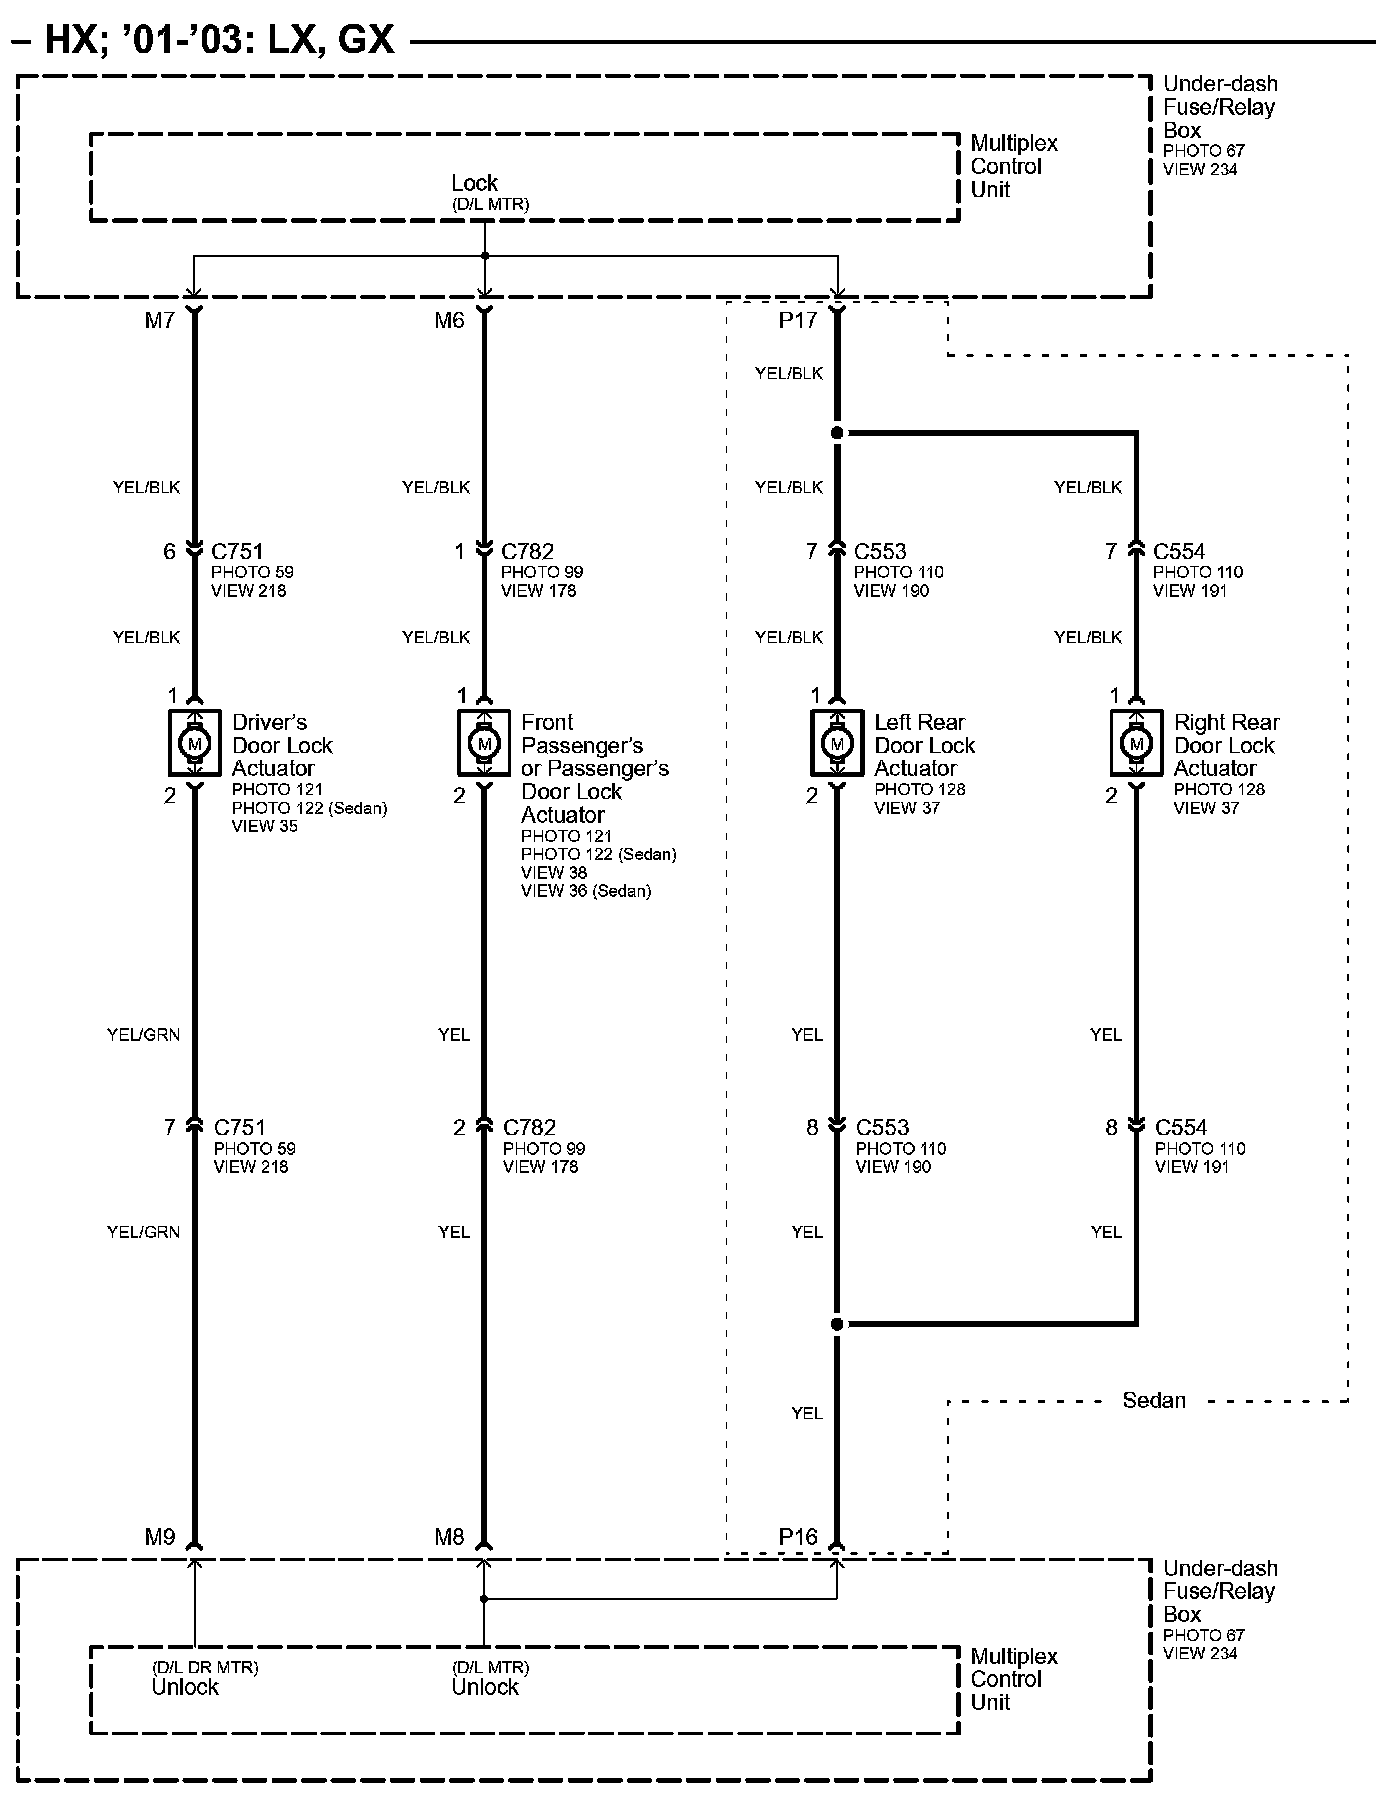 – HX; ’01-’03: LX, GX
Under-dash
Fuse/Relay
Box
PHOTO 67
VIEW 234
Multiplex
Control
Unit
Lock
(D/L MTR)
M7
M6
P17
YEL/BLK
YEL/BLK
YEL/BLK
YEL/BLK
YEL/BLK
6
C751
PHOTO 59
VIEW 218
1
C782
PHOTO 99
VIEW 178
7
C553
PHOTO 110
VIEW 190
7
C554
PHOTO 110
VIEW 191
YEL/BLK
YEL/BLK
YEL/BLK
YEL/BLK
1
M
2
Driver’s
Door Lock
Actuator
PHOTO 121
PHOTO 122 (Sedan)
VIEW 35
1
M
2
Front
Passenger’s
or Passenger’s
Door Lock
Actuator
PHOTO 121
PHOTO 122 (Sedan)
VIEW 38
VIEW 36 (Sedan)
1
M
2
Left Rear
Door Lock
Actuator
PHOTO 128
VIEW 37
1
M
2
Right Rear
Door Lock
Actuator
PHOTO 128
VIEW 37
YEL/GRN
YEL
YEL
YEL
7
C751
PHOTO 59
VIEW 218
2
C782
PHOTO 99
VIEW 178
8
C553
PHOTO 110
VIEW 190
8
C554
PHOTO 110
VIEW 191
YEL/GRN
YEL
YEL
YEL
Sedan
YEL
M9
M8
P16
Under-dash
Fuse/Relay
Box
PHOTO 67
VIEW 234
(D/L DR MTR)
Unlock
(D/L MTR)
Unlock
Multiplex
Control
Unit